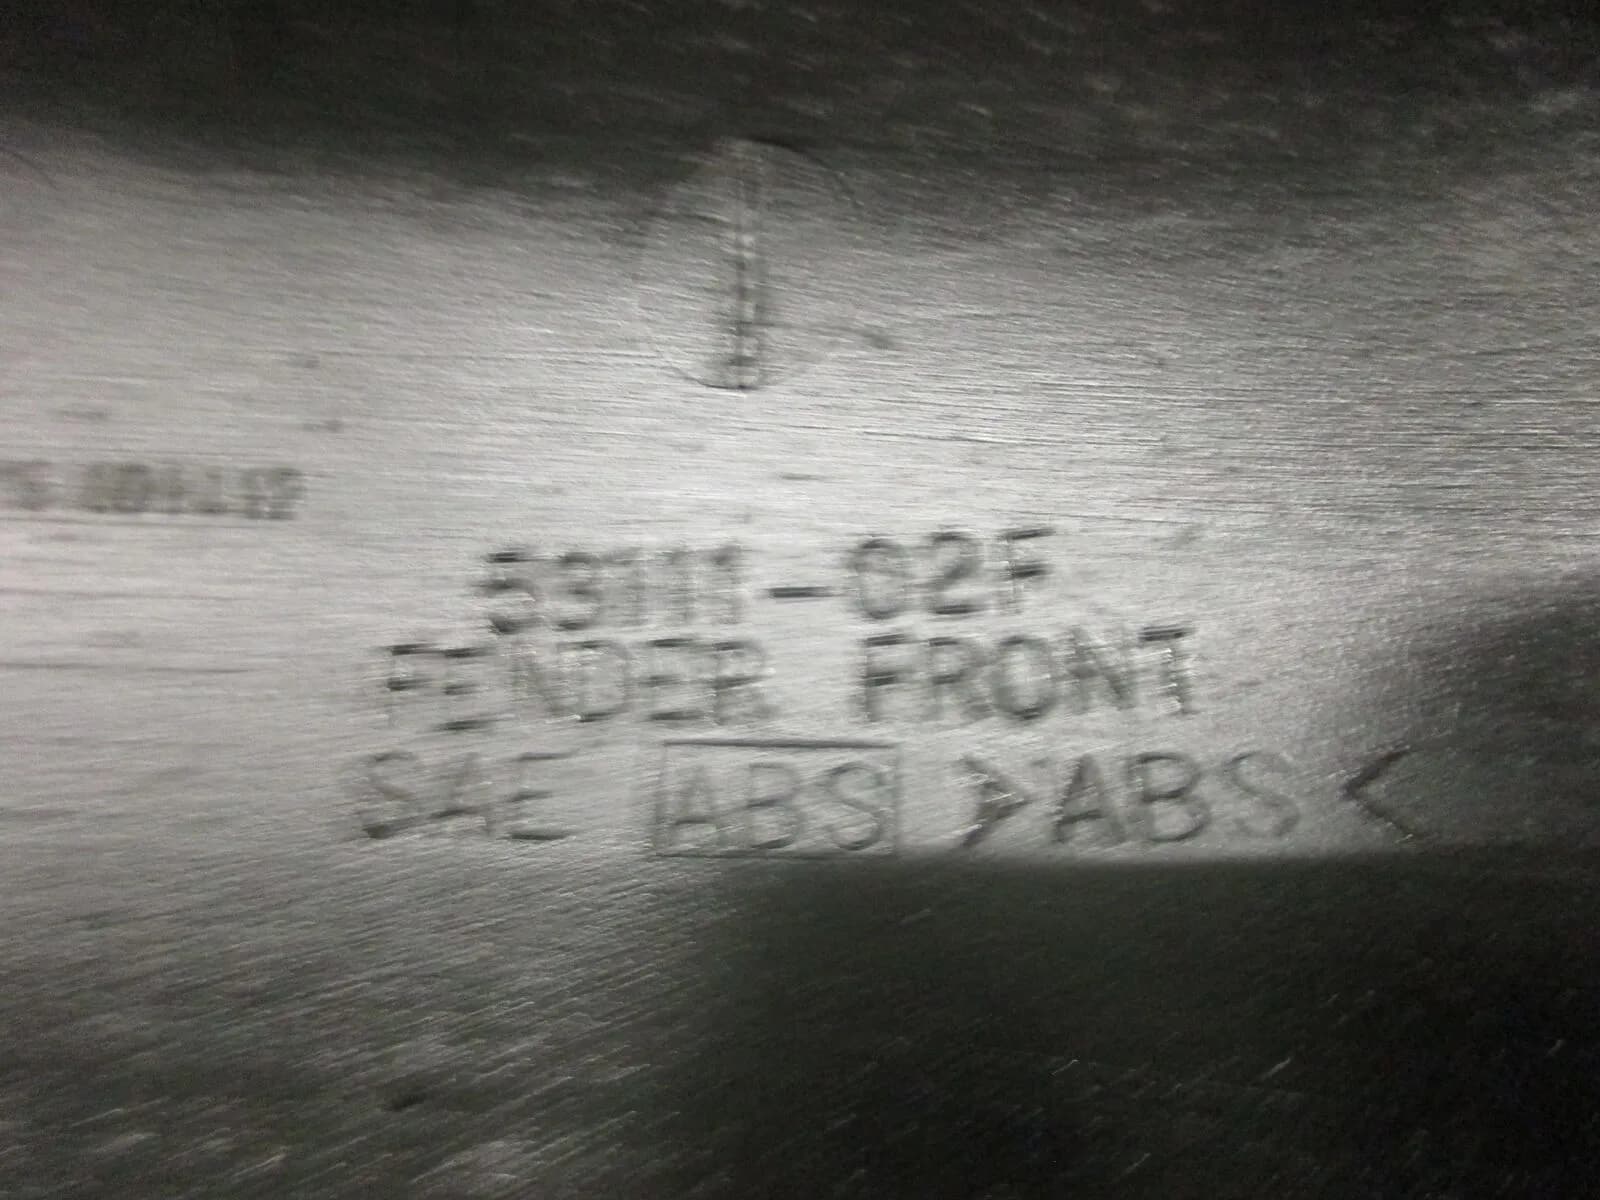 53111-02F
FENDER FRONT
SAE ABS >ABS<